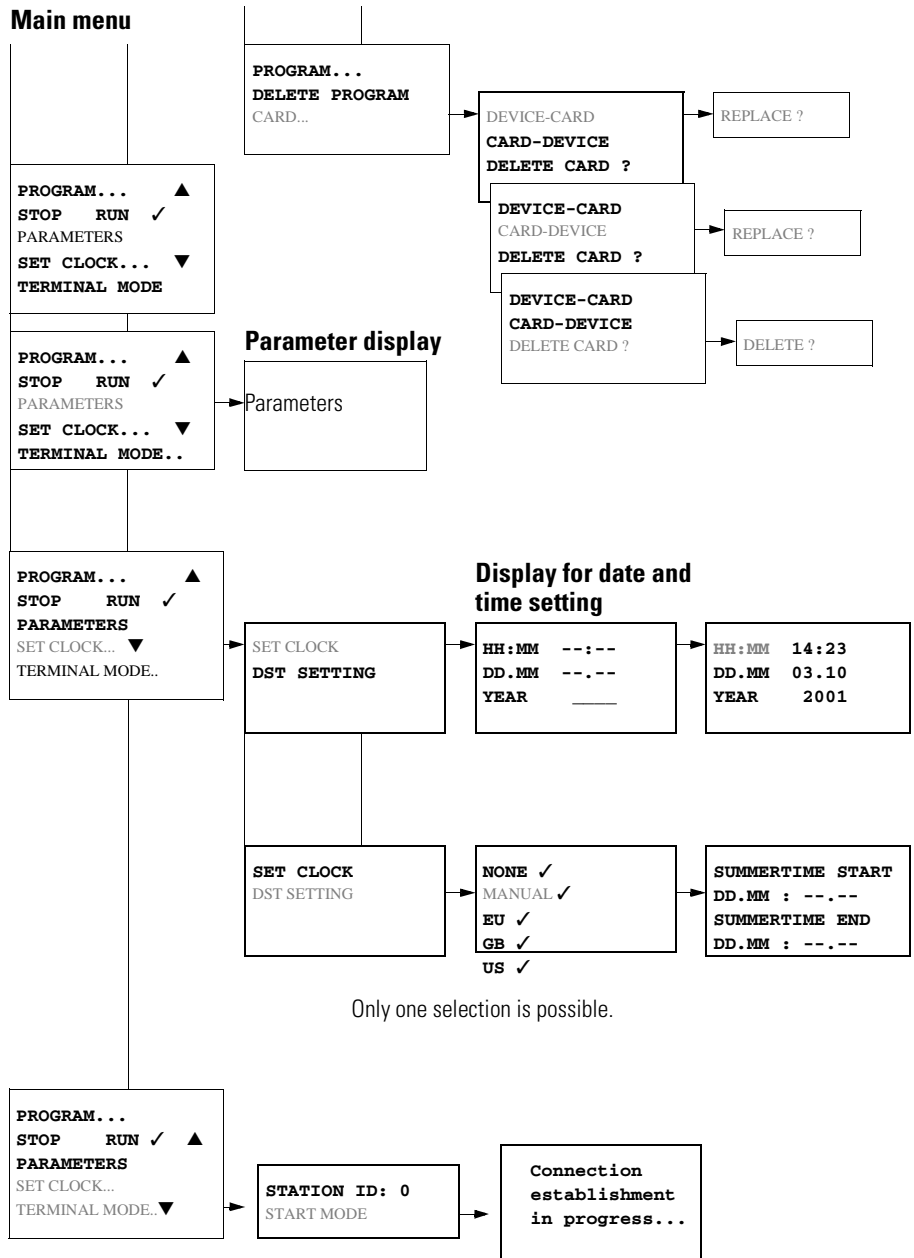 Main menu
PROGRAM...
DELETE PROGRAM
CARD...
DEVICE-CARD
CARD-DEVICE
DELETE CARD ?
REPLACE ?
DEVICE-CARD
CARD-DEVICE
DELETE CARD ?
REPLACE ?
DEVICE-CARD
CARD-DEVICE
DELETE CARD ?
DELETE ?
PROGRAM... ▲
STOP RUN ✓
PARAMETERS
SET CLOCK... ▼
TERMINAL MODE
PROGRAM... ▲
STOP RUN ✓
PARAMETERS
SET CLOCK... ▼
TERMINAL MODE..
Parameter display
Parameters
PROGRAM... ▲
STOP RUN ✓
PARAMETERS
SET CLOCK... ▼
TERMINAL MODE..
SET CLOCK
DST SETTING
Display for date and
time setting
HH:MM --:--
DD.MM --.--
YEAR ____
HH:MM 14:23
DD.MM 03.10
YEAR 2001
SET CLOCK
DST SETTING
NONE ✓
MANUAL ✓
EU ✓
GB ✓
US ✓
SUMMERTIME START
DD.MM : --.--
SUMMERTIME END
DD.MM : --.--
Only one selection is possible.
PROGRAM...
STOP RUN ✓ ▲
PARAMETERS
SET CLOCK...
TERMINAL MODE.. ▼
STATION ID: 0
START MODE
Connection
establishment
in progress...